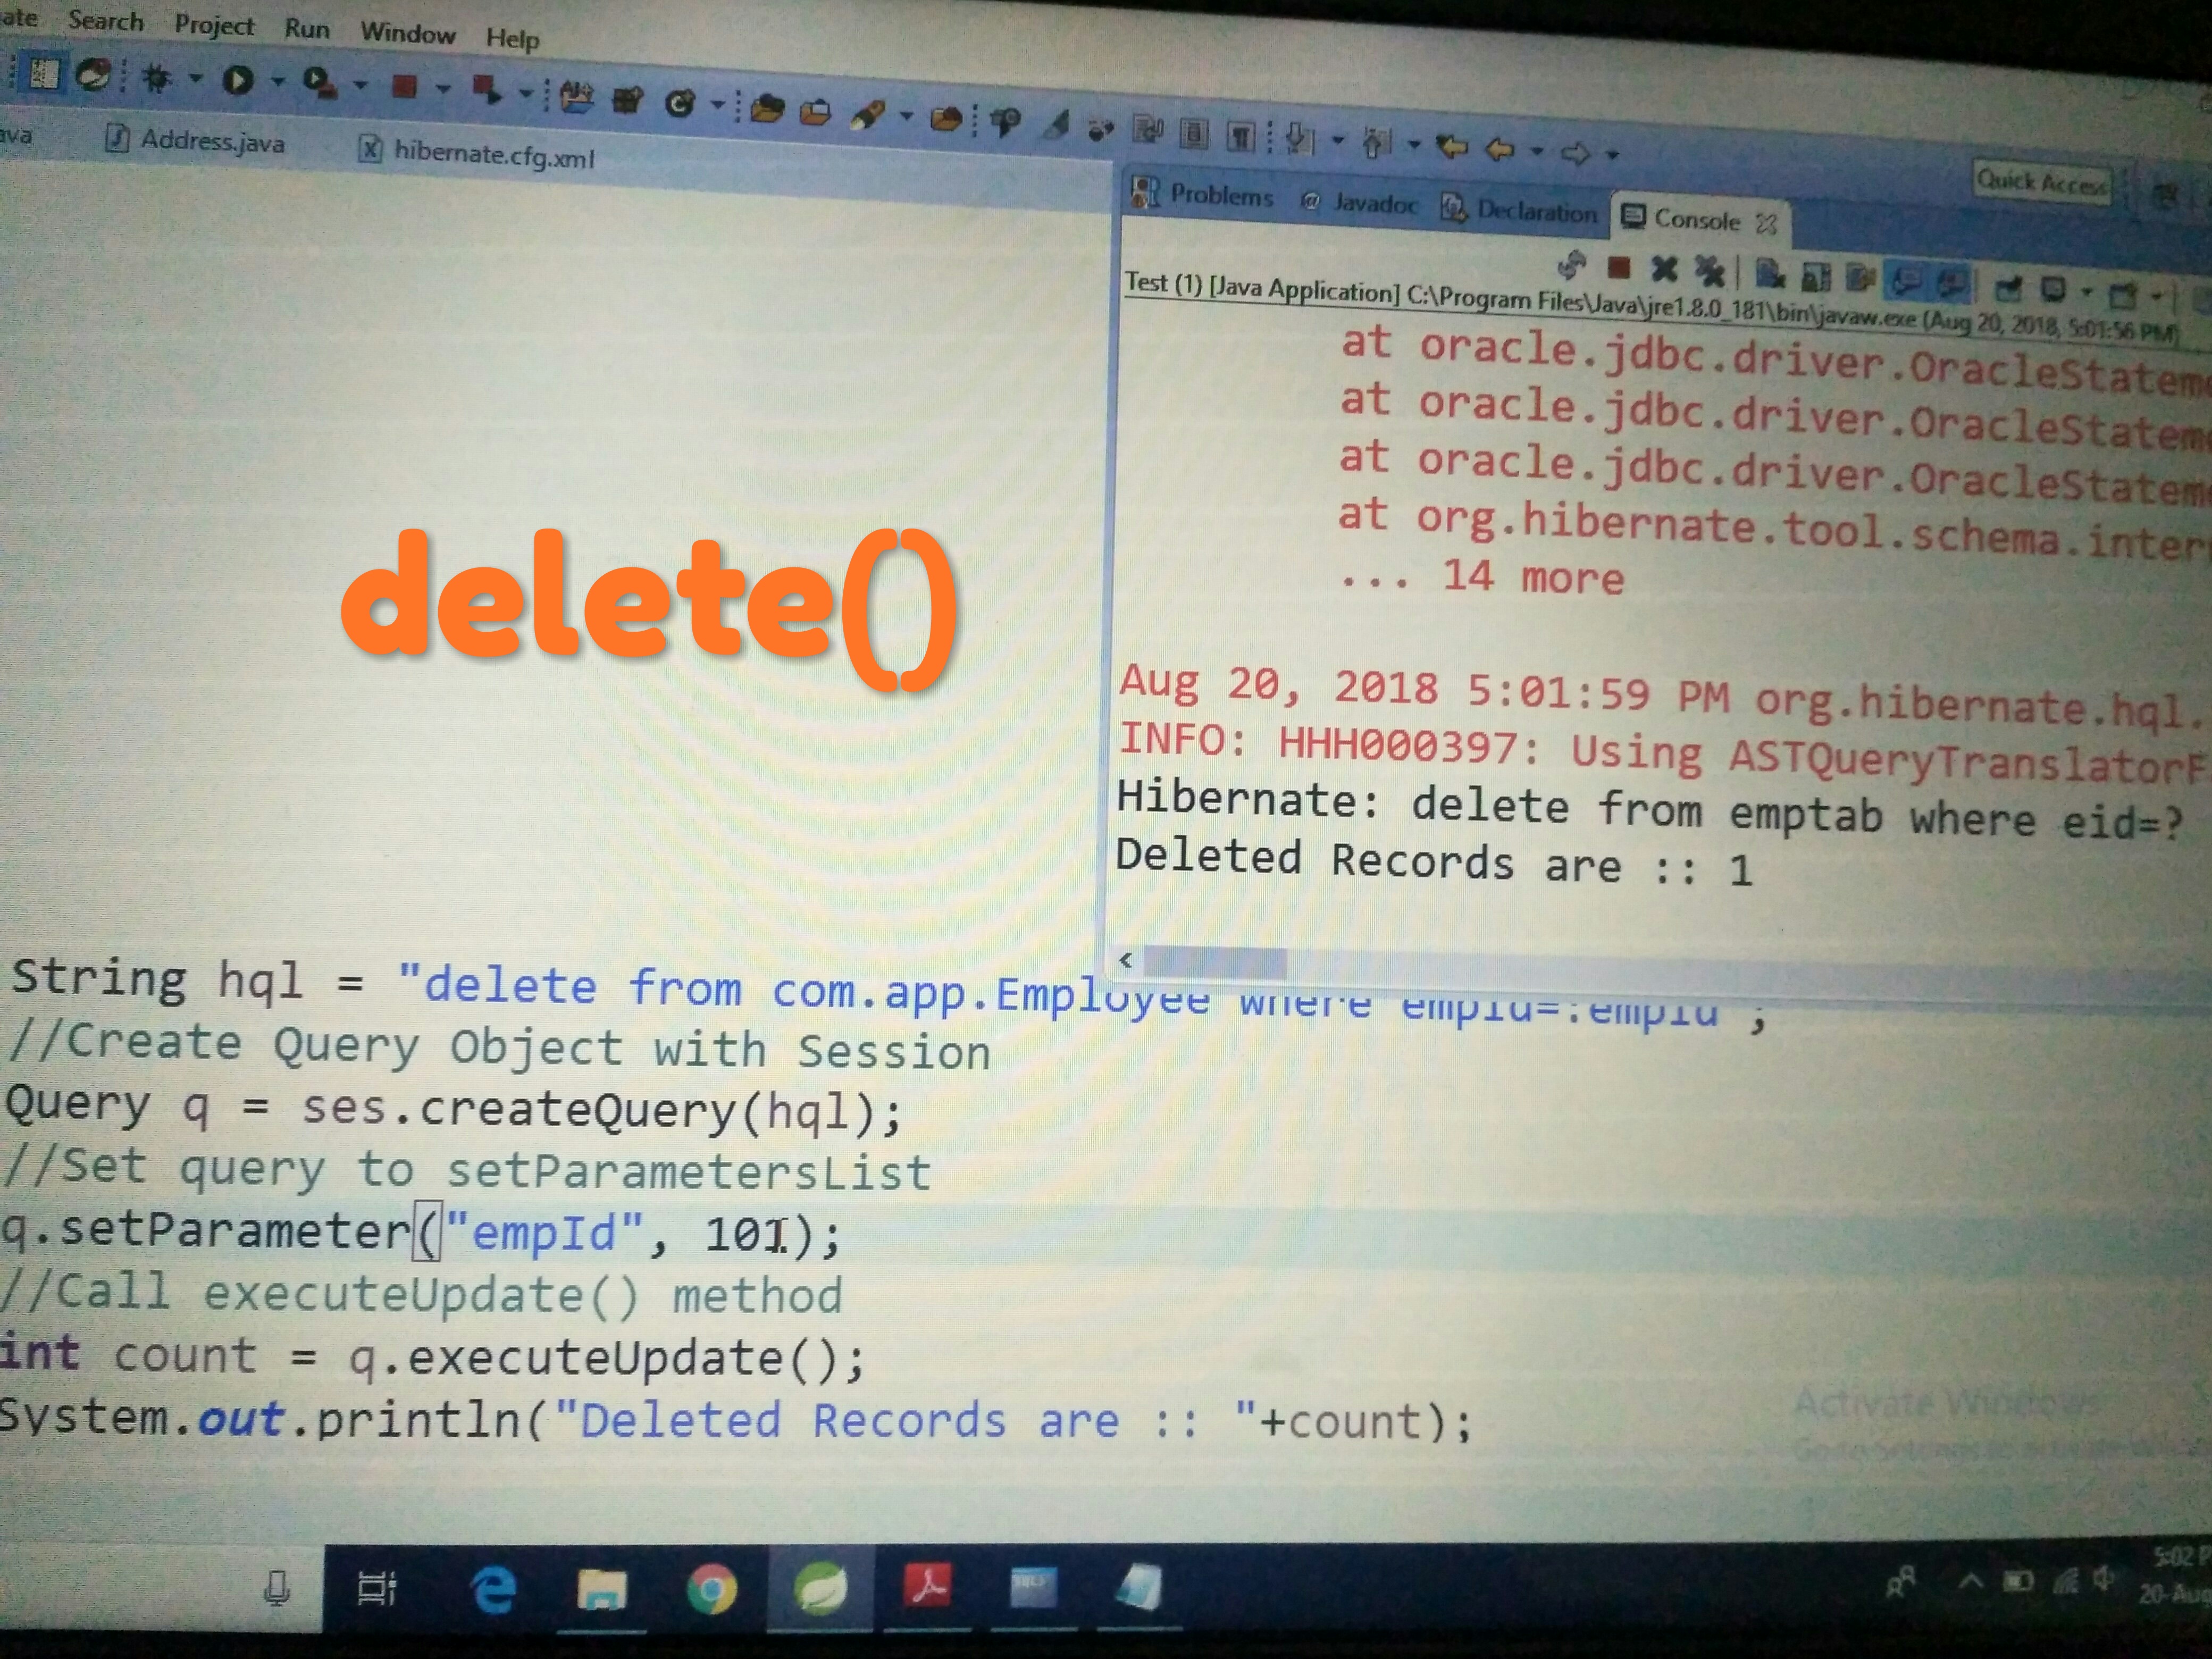 Search Project Run Window Help
Address.java hibernate.cfg.xml
Quick Access
Problems @ Javadoc Declaration Console
Test (1) [Java Application] C:\Program Files\Java\jre1.8.0_181\bin\javaw.exe (Aug 20, 2018, 5:01:56 PM)
at oracle.jdbc.driver.OracleStateme
at oracle.jdbc.driver.OracleStateme
at oracle.jdbc.driver.OracleStateme
at org.hibernate.tool.schema.inter
... 14 more
delete()
Aug 20, 2018 5:01:59 PM org.hibernate.hql.
INFO: HHH000397: Using ASTQueryTranslatorF
Hibernate: delete from emptab where eid=?
Deleted Records are :: 1
String hql = "delete from com.app.Employee where empId=:empId";
//Create Query Object with Session
Query q = ses.createQuery(hql);
//Set query to setParametersList
q.setParameter("empId", 101);
//Call executeUpdate() method
int count = q.executeUpdate();
System.out.println("Deleted Records are :: "+count);
Activate Windows
5:02 P
20-Aug